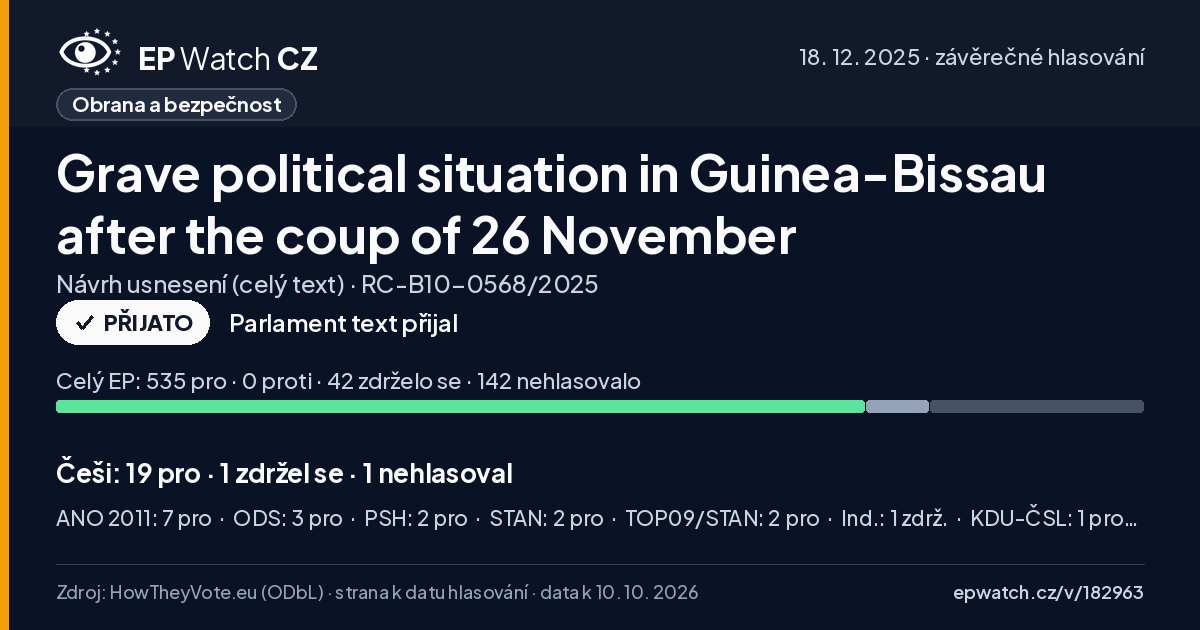 EP Watch CZ
18. 12. 2025 · závěrečné hlasování
Obrana a bezpečnost
Grave political situation in Guinea-Bissau
after the coup of 26 November
Návrh usnesení (celý text) · RC-B10-0568/2025
✓ PŘIJATO Parlament text přijal
Celý EP: 535 pro · 0 proti · 42 zdrželo se · 142 nehlasovalo
Češi: 19 pro · 1 zdržel se · 1 nehlasoval
ANO 2011: 7 pro · ODS: 3 pro · PSH: 2 pro · STAN: 2 pro · TOP09/STAN: 2 pro · Ind.: 1 zdrž. · KDU-ČSL: 1 pro…
Zdroj: HowTheyVote.eu (ODbL) · strana k datu hlasování · data k 10. 10. 2026
epwatch.cz/v/182963